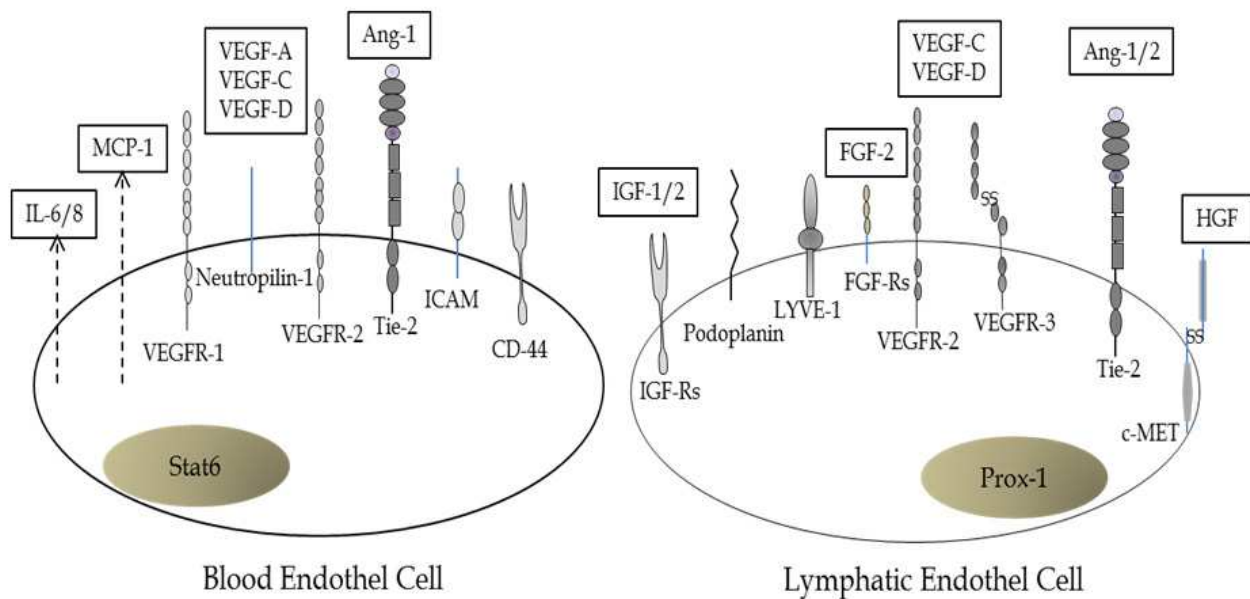 VEGF-A
VEGF-C
VEGF-D
Ang-1
MCP-1
IL-6/8
Neutropilin-1
VEGFR-1
VEGFR-2
Tie-2
ICAM
CD-44
Stat6
Blood Endothel Cell
VEGF-C
VEGF-D
Ang-1/2
FGF-2
IGF-1/2
HGF
SS
IGF-Rs
Podoplanin
LYVE-1
FGF-Rs
VEGFR-2
VEGFR-3
Tie-2
SS
c-MET
Prox-1
Lymphatic Endothel Cell